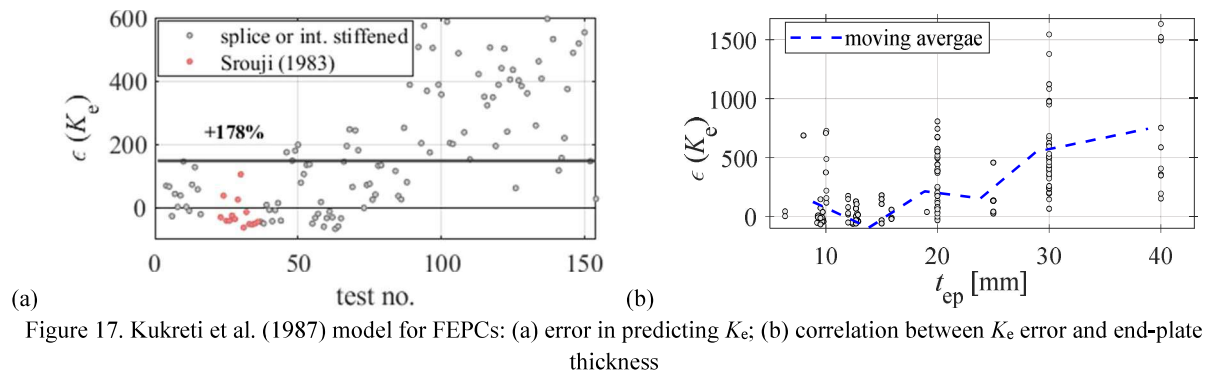 600
400
200
0
ϵ (Kₑ)
splice or int. stiffened
Srouji (1983)
+178%
0
50
100
150
test no.
(a)
1500
1000
500
0
ϵ (Kₑ)
moving avergae
10
20
30
40
t_ep [mm]
(b)
Figure 17. Kukreti et al. (1987) model for FEPCs: (a) error in predicting Kₑ; (b) correlation between Kₑ error and end-plate
thickness